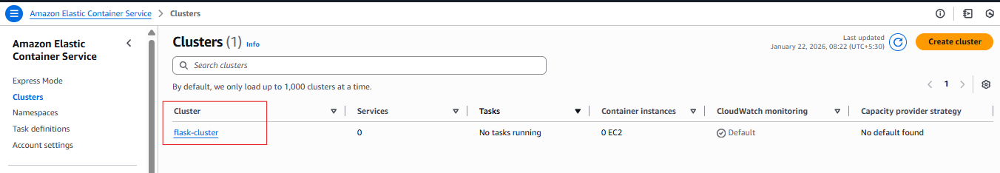 Amazon Elastic Container Service > Clusters
Amazon Elastic Container Service
Express Mode
Clusters
Namespaces
Task definitions
Account settings
Clusters (1) Info
Last updated
January 22, 2026, 08:22 (UTC+5:30)
Create cluster
Search clusters
By default, we only load up to 1,000 clusters at a time.
1
Cluster Services Tasks Container instances CloudWatch monitoring Capacity provider strategy
flask-cluster 0 No tasks running 0 EC2 Default No default found